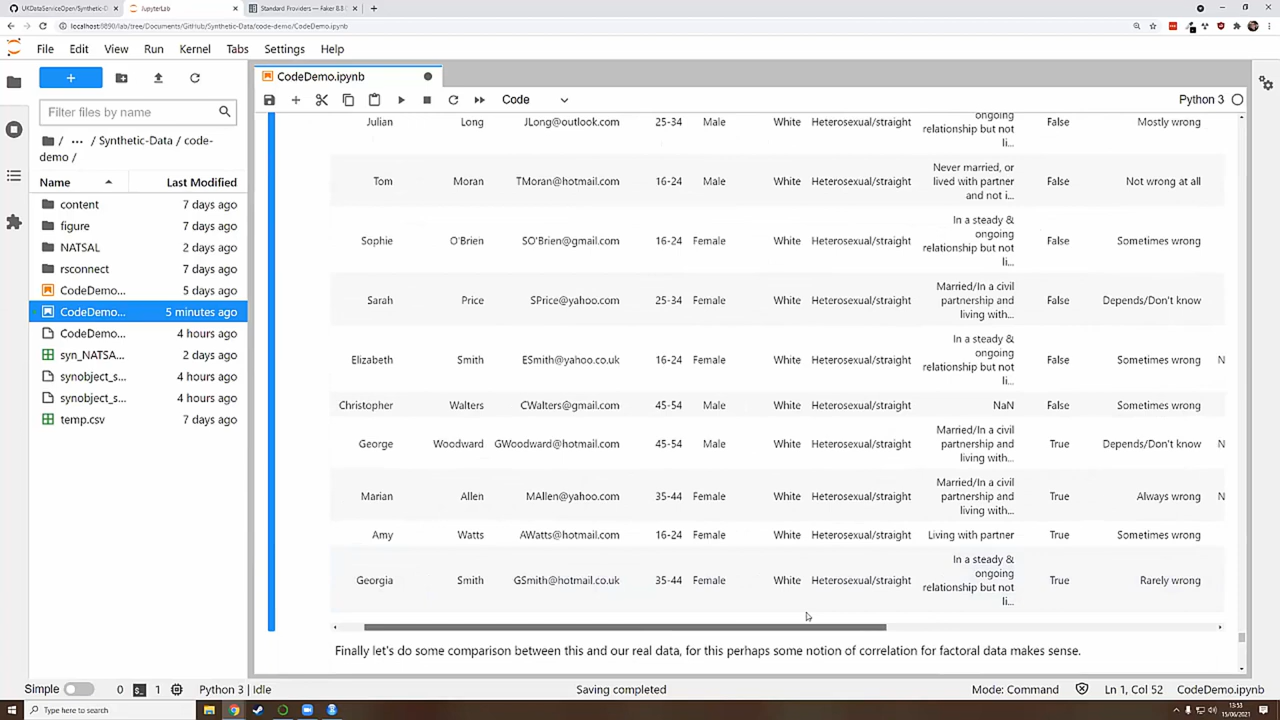 UKDataServiceOpen/Synthetic-Dat
JupyterLab
Standard Providers — Faker 8.8
localhost:8890/lab/tree/Documents/GitHub/Synthetic-Data/code-demo/CodeDemo.ipynb
File Edit View Run Kernel Tabs Settings Help
CodeDemo.ipynb
Code
Python 3
Filter files by name
/ ... / Synthetic-Data / code-
demo /
Name Last Modified
content 7 days ago
figure 7 days ago
NATSAL 2 days ago
rsconnect 7 days ago
CodeDemo... 5 days ago
CodeDemo... 5 minutes ago
CodeDemo... 4 hours ago
syn_NATSA... 2 days ago
synobject_s... 4 hours ago
synobject_s... 4 hours ago
temp.csv 7 days ago
ongoing
Julian Long JLong@outlook.com 25-34 Male White Heterosexual/straight relationship but not False Mostly wrong
li...
Never married, or
Tom Moran TMoran@hotmail.com 16-24 Male White Heterosexual/straight lived with partner False Not wrong at all
and not i...
In a steady &
ongoing
Sophie O'Brien SO'Brien@gmail.com 16-24 Female White Heterosexual/straight relationship but not False Sometimes wrong
li...
Married/In a civil
Sarah Price SPrice@yahoo.com 25-34 Female White Heterosexual/straight partnership and False Depends/Don't know
living with...
In a steady &
ongoing
Elizabeth Smith ESmith@yahoo.co.uk 16-24 Female White Heterosexual/straight relationship but not False Sometimes wrong N
li...
Christopher Walters CWalters@gmail.com 45-54 Male White Heterosexual/straight NaN False Sometimes wrong
Married/In a civil
George Woodward GWoodward@hotmail.com 45-54 Male White Heterosexual/straight partnership and True Depends/Don't know N
living with...
Married/In a civil
Marian Allen MAllen@yahoo.com 35-44 Female White Heterosexual/straight partnership and True Always wrong N
living with...
Amy Watts AWatts@hotmail.com 16-24 Female White Heterosexual/straight Living with partner True Sometimes wrong
In a steady &
ongoing
Georgia Smith GSmith@hotmail.co.uk 35-44 Female White Heterosexual/straight relationship but not True Rarely wrong
li...
Finally let's do some comparison between this and our real data, for this perhaps some notion of correlation for factoral data makes sense.
Simple 0 1 Python 3 | Idle Saving completed Mode: Command Ln 1, Col 52 CodeDemo.ipynb
Type here to search
13:53
15/06/2021